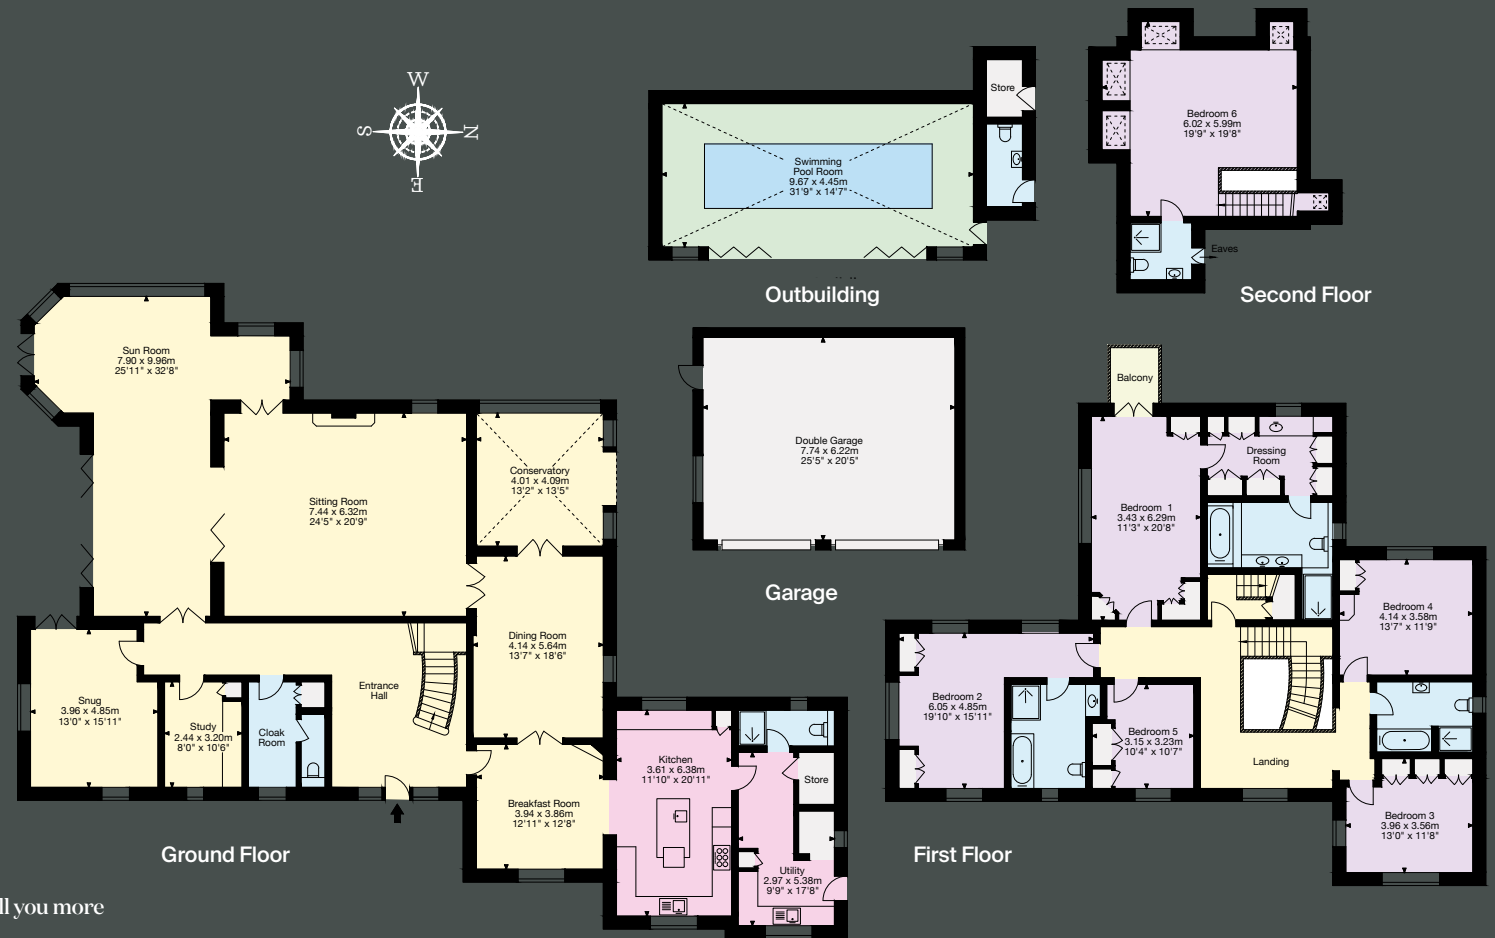 W
S
N
E
Store
Swimming
Pool Room
9.67 x 4.45m
31'9" x 14'7"
Outbuilding
Bedroom 6
6.02 x 5.99m
19'9" x 19'8"
Eaves
Second Floor
Sun Room
7.90 x 9.96m
25'11" x 32'8"
Sitting Room
7.44 x 6.32m
24'5" x 20'9"
Conservatory
4.01 x 4.09m
13'2" x 13'5"
Dining Room
4.14 x 5.64m
13'7" x 18'6"
Snug
3.96 x 4.85m
13'0" x 15'11"
Study
2.44 x 3.20m
8'0" x 10'6"
Cloak
Room
Entrance
Hall
Breakfast Room
3.94 x 3.86m
12'11" x 12'8"
Kitchen
3.61 x 6.38m
11'10" x 20'11"
Store
Utility
2.97 x 5.38m
9'9" x 17'8"
Ground Floor
Double Garage
7.74 x 6.22m
25'5" x 20'5"
Garage
Balcony
Dressing
Room
Bedroom 1
3.43 x 6.29m
11'3" x 20'8"
Bedroom 4
4.14 x 3.58m
13'7" x 11'9"
Bedroom 2
6.05 x 4.85m
19'10" x 15'11"
Bedroom 5
3.15 x 3.23m
10'4" x 10'7"
Landing
Bedroom 3
3.96 x 3.56m
13'0" x 11'8"
First Floor
ll you more